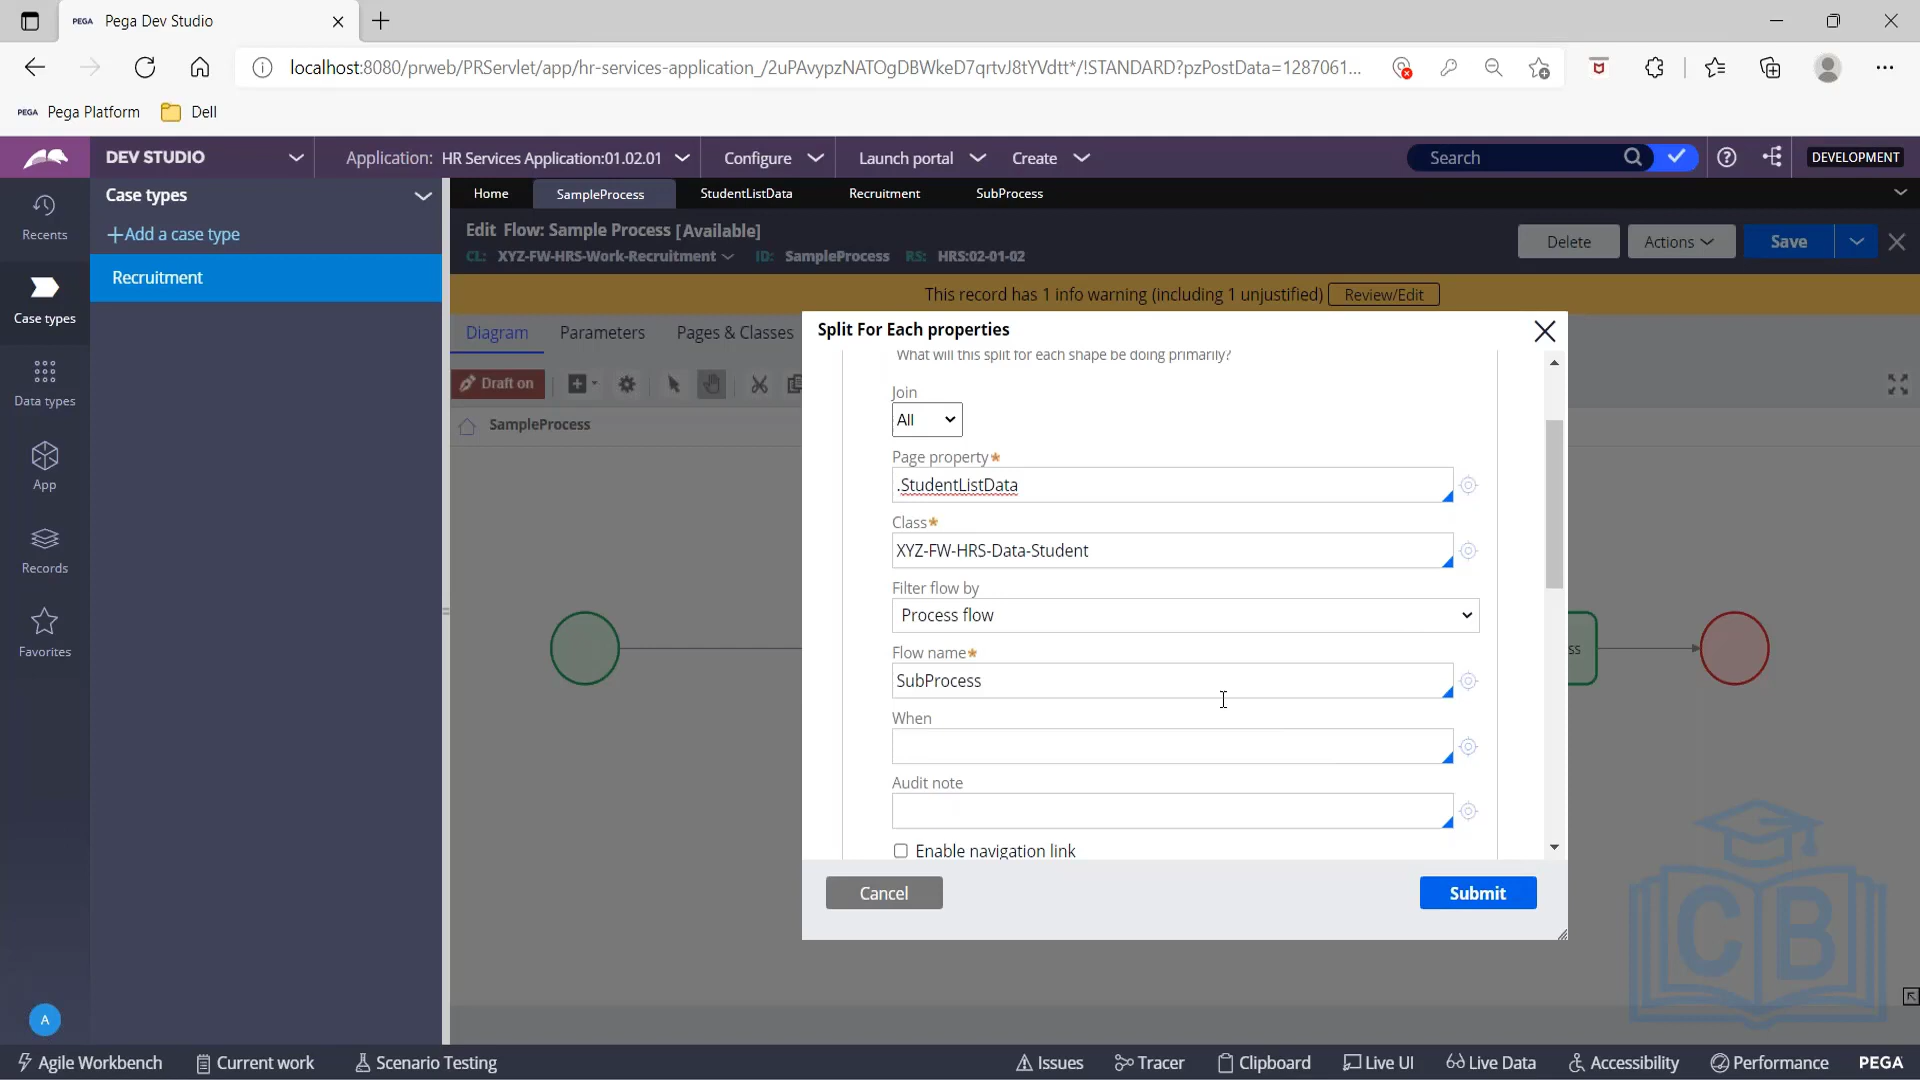 PEGA Pega Dev Studio
localhost:8080/prweb/PRServlet/app/hr-services-application_/2uPAvypzNATOgDBWkeD7qrtvJ8tYVdtt*/!STANDARD?pzPostData=1287061...
PEGA Pega Platform Dell
DEV STUDIO Application: HR Services Application:01.02.01 Configure Launch portal Create Search DEVELOPMENT
Recents
Case types
Data types
App
Records
Favorites
A
Case types
+Add a case type
Recruitment
Home SampleProcess StudentListData Recruitment SubProcess
Edit Flow: Sample Process [Available]
CL: XYZ-FW-HRS-Work-Recruitment ID: SampleProcess RS: HRS:02-01-02
Delete Actions Save
This record has 1 info warning (including 1 unjustified) Review/Edit
Diagram Parameters Pages & Classes
Draft on
SampleProcess
ss
Split For Each properties
What will this split for each shape be doing primarily?
Join
All
Page property*
.StudentListData
Class*
XYZ-FW-HRS-Data-Student
Filter flow by
Process flow
Flow name*
SubProcess
When
Audit note
Enable navigation link
Cancel Submit
CB
Agile Workbench Current work Scenario Testing Issues Tracer Clipboard Live UI Live Data Accessibility Performance PEGA